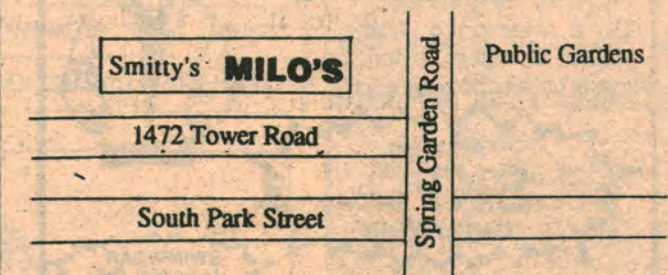 Smitty's MILO'S
1472 Tower Road
South Park Street
Spring Garden Road
Public Gardens